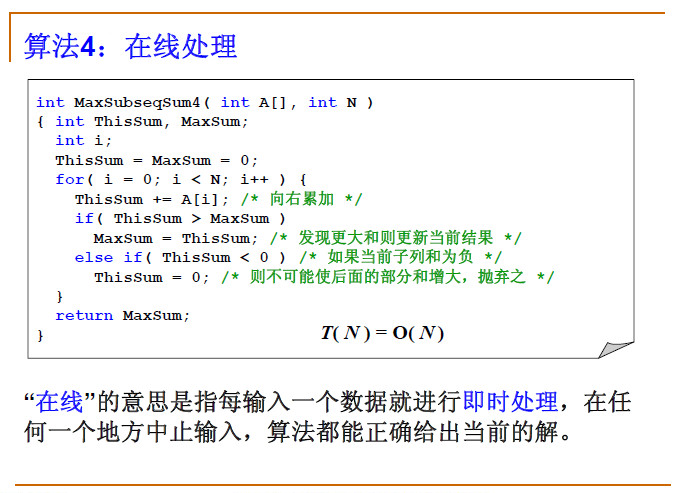 算法4：在线处理
int MaxSubseqSum4( int A[], int N )
{ int ThisSum, MaxSum;
int i;
ThisSum = MaxSum = 0;
for( i = 0; i < N; i++ ) {
ThisSum += A[i]; /* 向右累加 */
if( ThisSum > MaxSum )
MaxSum = ThisSum; /* 发现更大和则更新当前结果 */
else if( ThisSum < 0 ) /* 如果当前子列和为负 */
ThisSum = 0; /* 则不可能使后面的部分和增大，抛弃之 */
}
return MaxSum;
}
T( N ) = O( N )
“在线”的意思是指每输入一个数据就进行即时处理，在任
何一个地方中止输入，算法都能正确给出当前的解。